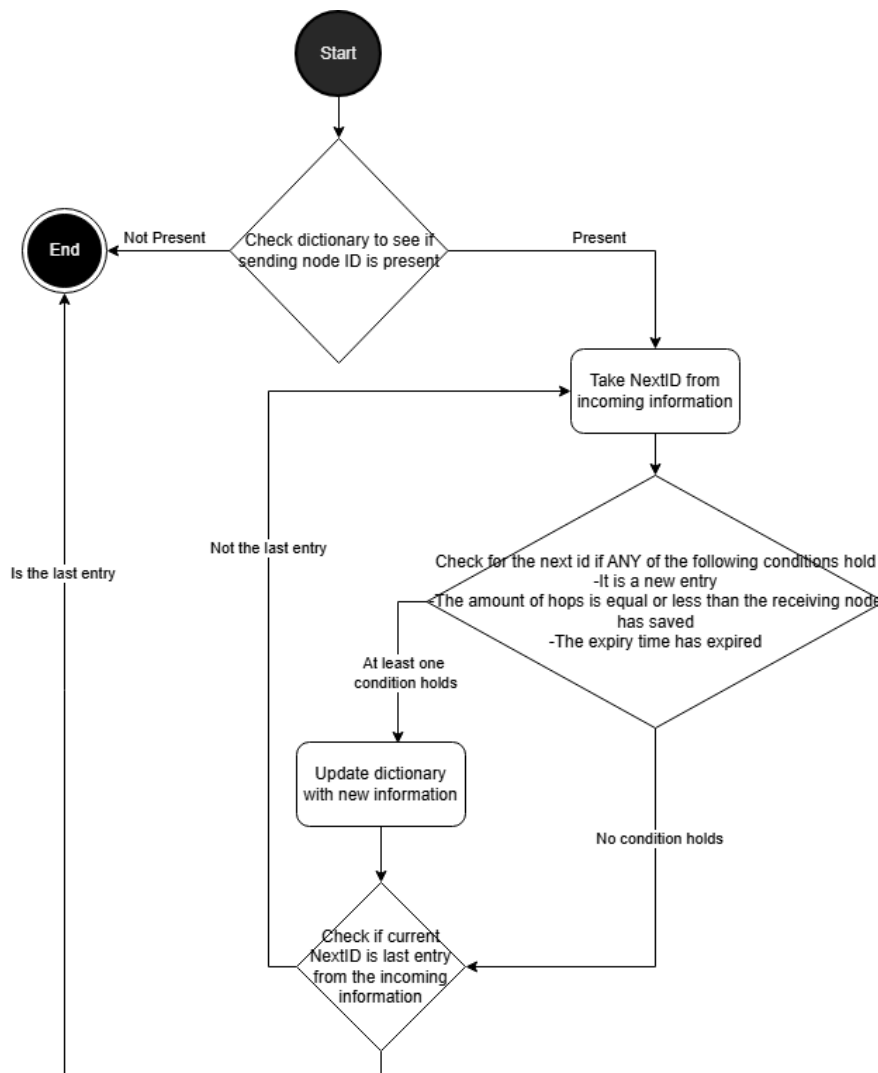 Start
Not Present
End
Check dictionary to see if
sending node ID is present
Present
Take NextID from
incoming information
Not the last entry
Is the last entry
Check for the next id if ANY of the following conditions hold
-It is a new entry
-The amount of hops is equal or less than the receiving node
has saved
-The expiry time has expired
At least one
condition holds
Update dictionary
with new information
No condition holds
Check if current
NextID is last entry
from the incoming
information